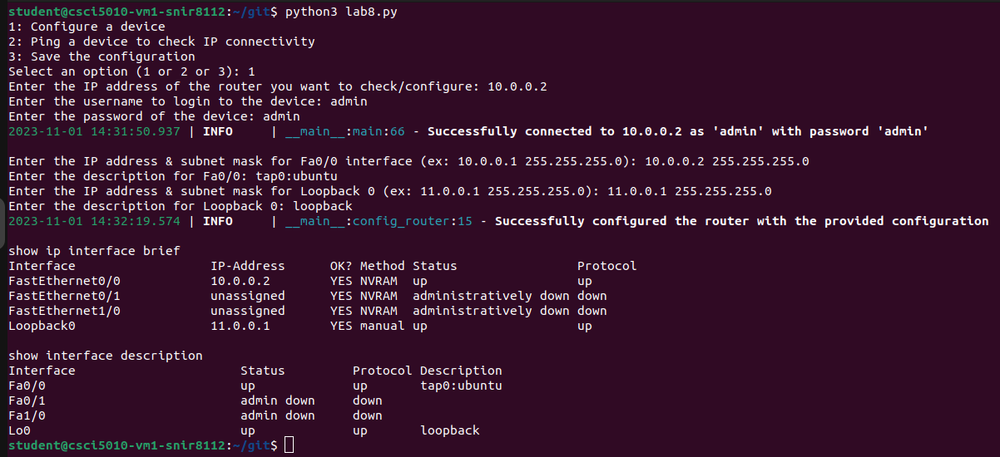 student@csci5010-vm1-snir8112:~/git$ python3 lab8.py
1: Configure a device
2: Ping a device to check IP connectivity
3: Save the configuration
Select an option (1 or 2 or 3): 1
Enter the IP address of the router you want to check/configure: 10.0.0.2
Enter the username to login to the device: admin
Enter the password of the device: admin
2023-11-01 14:31:50.937 | INFO     | __main__:main:66 - Successfully connected to 10.0.0.2 as 'admin' with password 'admin'
Enter the IP address & subnet mask for Fa0/0 interface (ex: 10.0.0.1 255.255.255.0): 10.0.0.2 255.255.255.0
Enter the description for Fa0/0: tap0:ubuntu
Enter the IP address & subnet mask for Loopback 0 (ex: 11.0.0.1 255.255.255.0): 11.0.0.1 255.255.255.0
Enter the description for Loopback 0: loopback
2023-11-01 14:32:19.574 | INFO     | __main__:config_router:15 - Successfully configured the router with the provided configuration
show ip interface brief
Interface                  IP-Address      OK? Method Status                Protocol
FastEthernet0/0            10.0.0.2        YES NVRAM  up                    up
FastEthernet0/1            unassigned      YES NVRAM  administratively down down
FastEthernet1/0            unassigned      YES NVRAM  administratively down down
Loopback0                  11.0.0.1        YES manual up                    up
show interface description
Interface                      Status         Protocol Description
Fa0/0                          up             up       tap0:ubuntu
Fa0/1                          admin down     down
Fa1/0                          admin down     down
Lo0                            up             up       loopback
student@csci5010-vm1-snir8112:~/git$